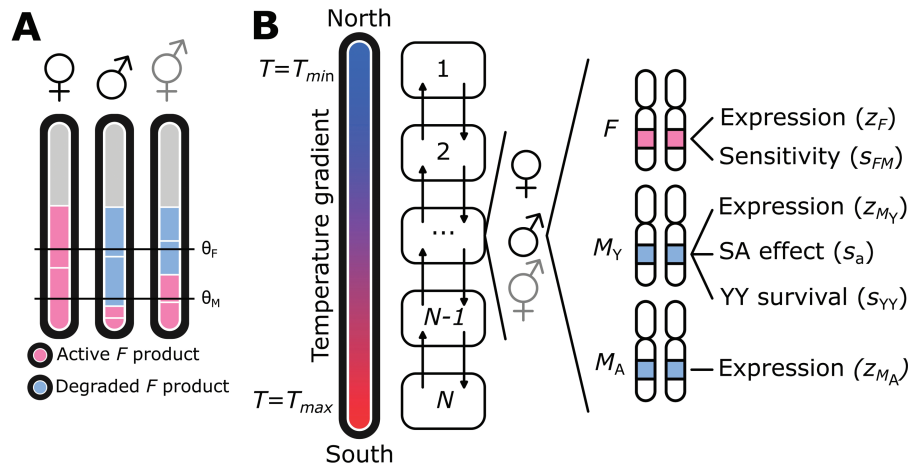 A
θF
θM
Active F product
Degraded F product
B
North
T=Tmin
Temperature gradient
T=Tmax
South
1
2
...
N-1
N
F
Expression (zF)
Sensitivity (sFM)
MY
Expression (zMY)
SA effect (sa)
YY survival (sYY)
MA
Expression (zMA)